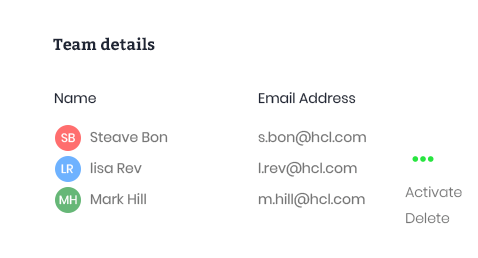 Team details
Name Email Address
SB Steave Bon s.bon@hcl.com
LR lisa Rev l.rev@hcl.com
MH Mark Hill m.hill@hcl.com
Activate
Delete